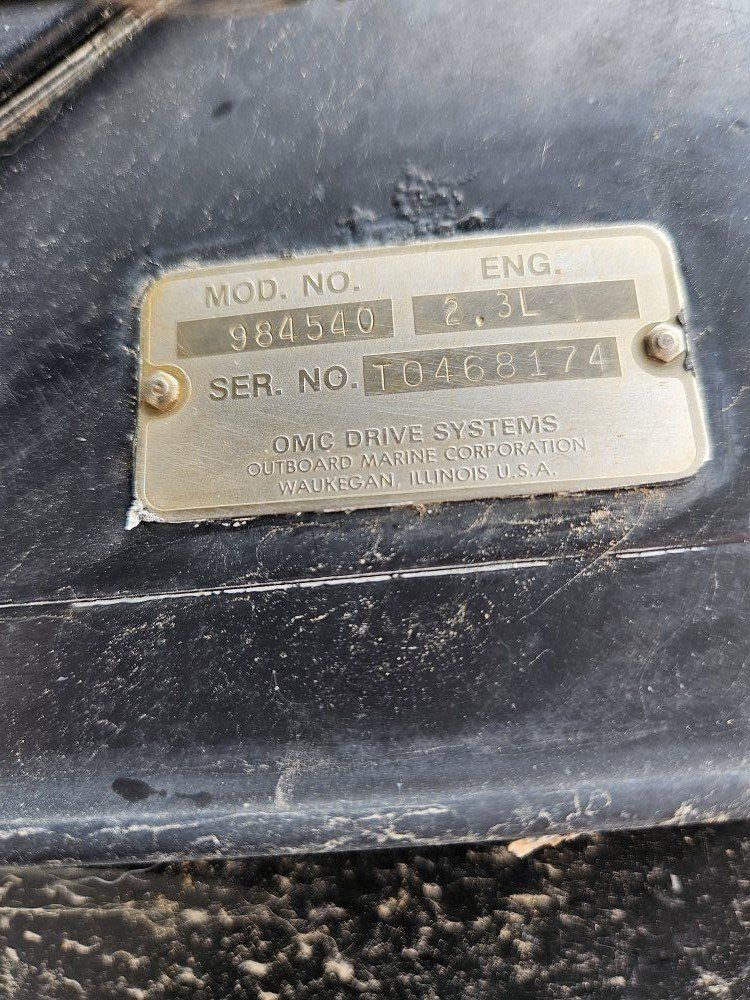 MOD. NO. ENG.
984540 2.3L
SER. NO. T0468174
OMC DRIVE SYSTEMS
OUTBOARD MARINE CORPORATION
WAUKEGAN, ILLINOIS U.S.A.